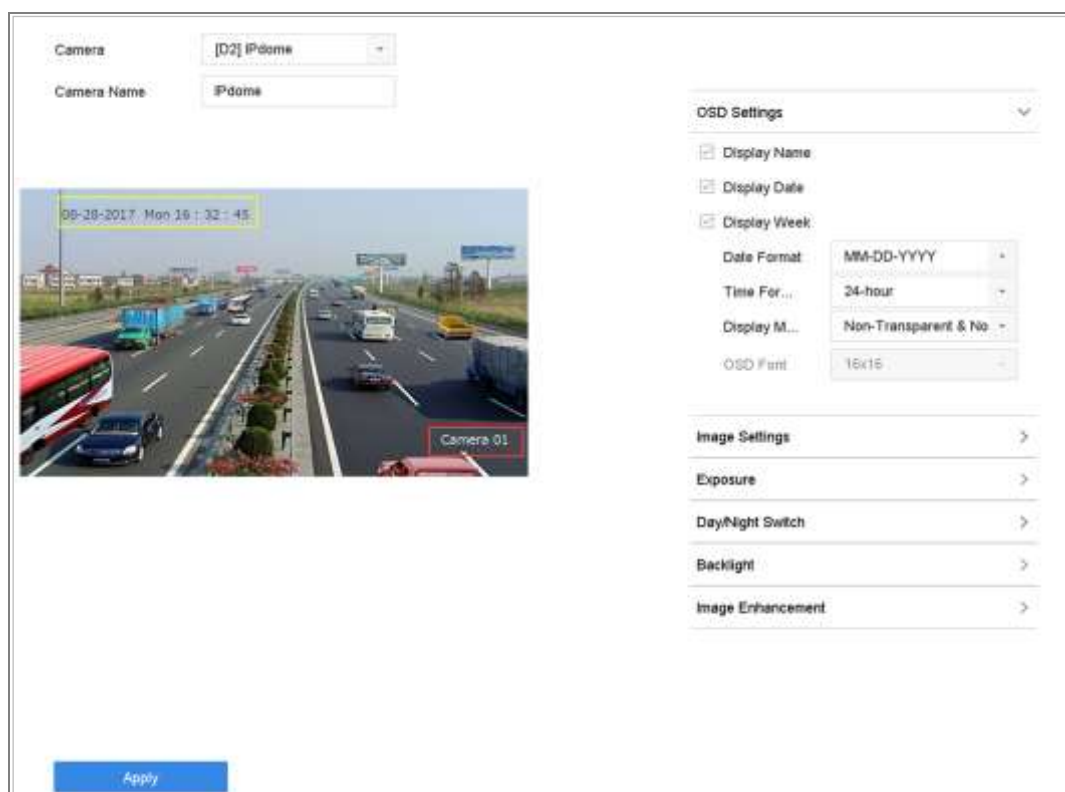 Camera
[D2] IPdome
Camera Name
IPdome
06-28-2017 Mon 16 : 32 : 45
Camera 01
OSD Settings
Display Name
Display Date
Display Week
Date Format
MM-DD-YYYY
Time For...
24-hour
Display M...
Non-Transparent & No
OSD Font
16x16
Image Settings
Exposure
Day/Night Switch
Backlight
Image Enhancement
Apply